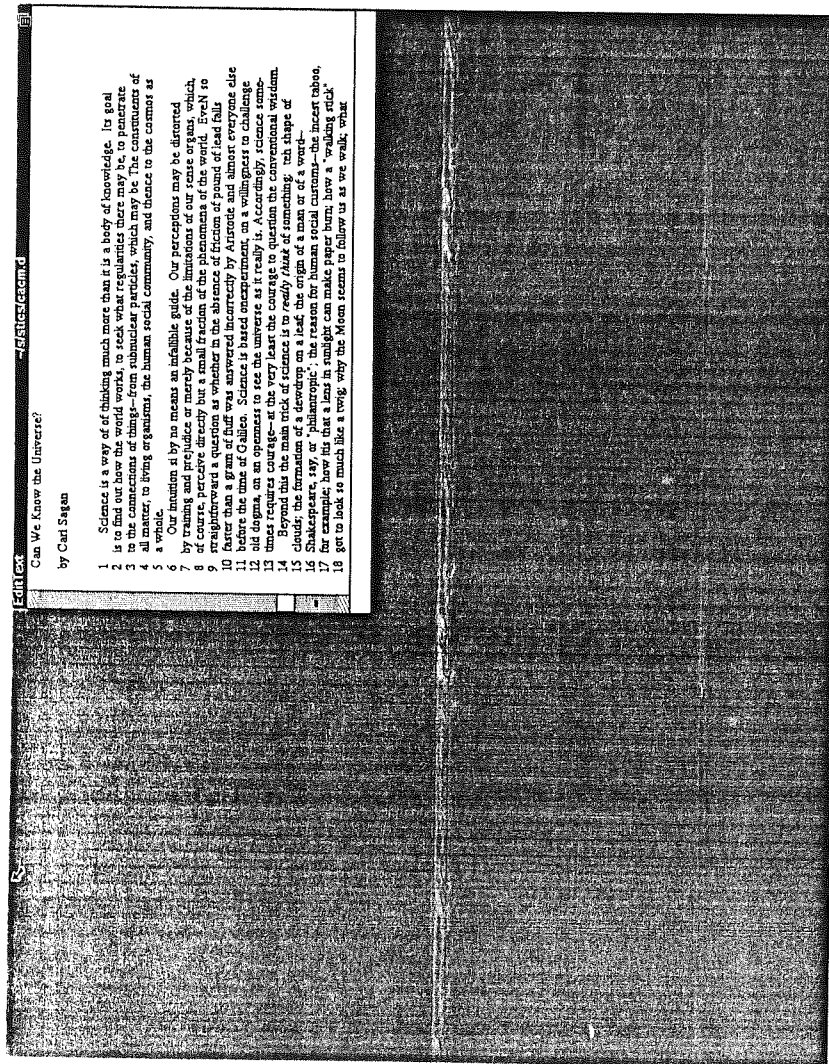 EditText ~/s/stics/cacm.d
Can We Know the Universe?
by Carl Sagan
1 Science is a way of of thinking much more than it is a body of knowledge. Its goal
2 is to find out how the world works, to seek what regularities there may be, to penetrate
3 to the connections of things—from subnuclear particles, which may be The constituents of
4 all matter, to living organisms, the human social community, and thence to the cosmos as
5 a whole.
6 Our intuition si by no means an infallible guide. Our perceptions may be distorted
7 by training and prejudice or merely because of the limitations of our sense organs, which,
8 of course, perceive directly but a small fraction of the phenomena of the world. EveN so
9 straightforward a question as whether in the absence of friction of pound of lead falls
10 faster than a gram of fluff was answered incorrectly by Aristotle and almost everyone else
11 before the time of Galileo. Science is based onexperiment, on a willingness to challenge
12 old dogma, on an openness to see the universe as it really is. Accordingly, science some-
13 times requires courage—at the very least the courage to question the conventional wisdom.
14 Beyond this the main trick of science is to really think of something: teh shape of
15 clouds; the formation of a dewdrop on a leaf; the origin of a man or of a word—
16 Shakespeare, say, or "philantropic"; the reason for human social customs—the incest taboo,
17 for example; how itis that a lens in sunlight can make paper burn; how a "walking stick"
18 got to look so much like a twig; why the Moon seems to follow us as we walk; what